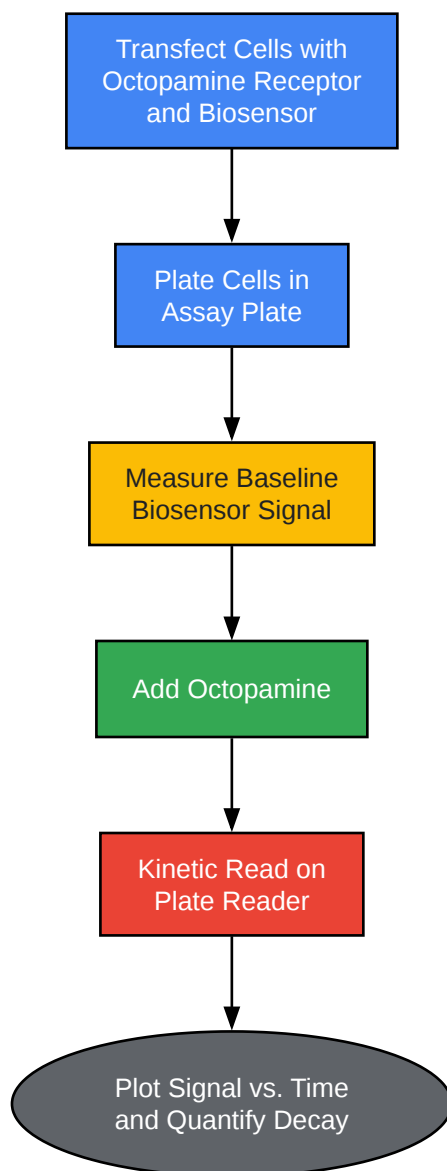 Transfect Cells with
Octopamine Receptor
and Biosensor
Plate Cells in
Assay Plate
Measure Baseline
Biosensor Signal
Add Octopamine
Kinetic Read on
Plate Reader
Plot Signal vs. Time
and Quantify Decay